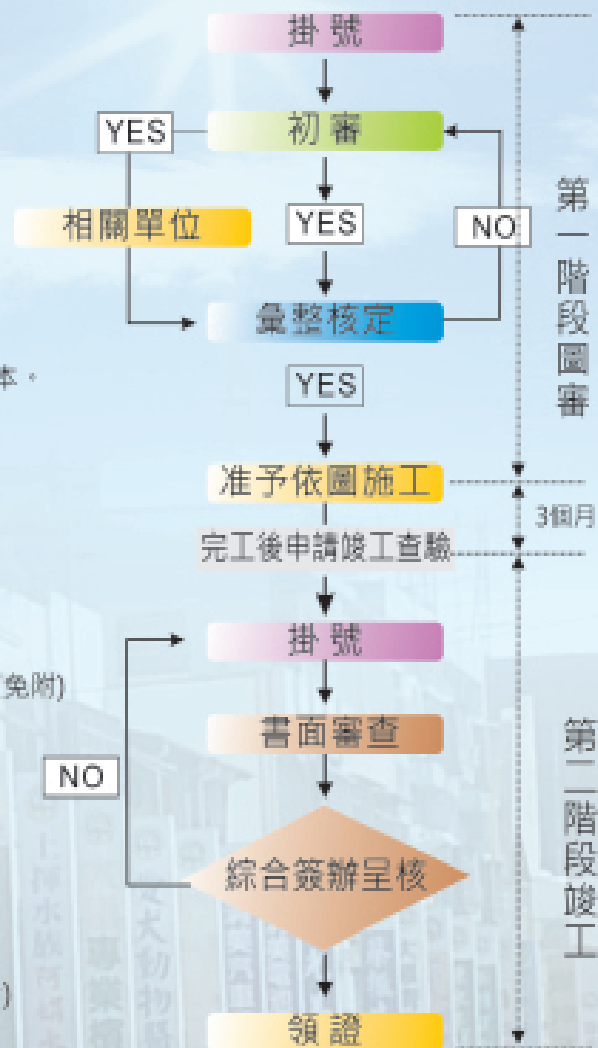 掛號
YES
初審
相關單位
YES
NO
彙整核定
第一階段圖審
本。
YES
准予依圖施工
3個月
完工後申請竣工查驗
掛號
免附)
書面審查
NO
第二階段竣工
綜合簽辦呈核
)
領證